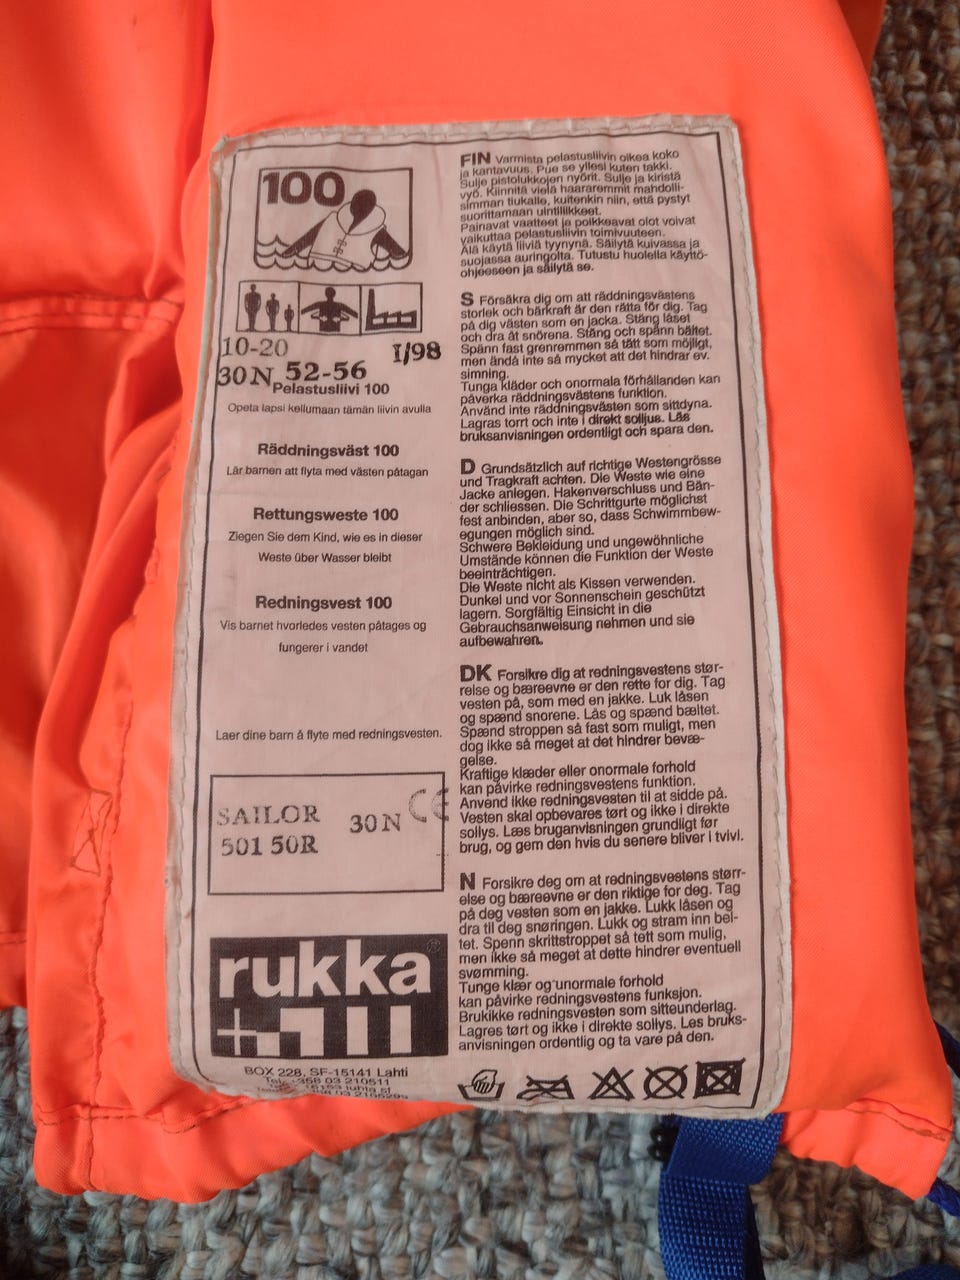 100
10-20
I/98
30N 52-56
Pelastusliivi 100
Opeta lapsi kellumaan tämän liivin avulla
Räddningsväst 100
Lär barnen att flyta med västen påtagan
Rettungsweste 100
Ziegen Sie dem Kind, wie es in dieser
Weste über Wasser bleibt
Redningsvest 100
Vis barnet hvorledes vesten påtages og
fungerer i vandet
Laer dine barn å flyte med redningsvesten.
SAILOR 30N CE
501 50R
rukka®
BOX 228, SF-15141 Lahti
Tel. +358 03 210511
FIN Varmista pelastusliivin oikea koko
ja kantavuus. Pue se yllesi kuten takki.
Sulje pistolukkojen nyörit. Sulje ja kiristä
vyö. Kiinnitä vielä haararemmit mahdolli-
simman tiukalle, kuitenkin niin, että pystyt
suorittamaan uintiliikkeet.
Painavat vaatteet ja poikkeavat olot voivat
vaikuttaa pelastusliivin toimivuuteen.
Älä käytä liiviä tyynynä. Säilytä kuivassa ja
suojassa auringolta. Tutustu huolella käyttö-
ohjeeseen ja säilytä se.
S Försäkra dig om att räddningsvästens
storlek och bärkraft är den rätta för dig. Tag
på dig västen som en jacka. Stäng låset
och dra åt snörena. Stäng och spänn bältet.
Spänn fast grenremmen så tätt som möjligt,
men ändå inte så mycket att det hindrar ev.
simning.
Tunga kläder och onormala förhållanden kan
påverka räddningsvästens funktion.
Använd inte räddningsvästen som sittdyna.
Lagras torrt och inte i direkt solljus. Läs
bruksanvisningen ordentligt och spara den.
D Grundsätzlich auf richtige Westengrösse
und Tragkraft achten. Die Weste wie eine
Jacke anlegen. Hakenverschluss und Bän-
der schliessen. Die Schrittgurte möglichst
fest anbinden, aber so, dass Schwimmbew-
egungen möglich sind.
Schwere Bekleidung und ungewöhnliche
Umstände können die Funktion der Weste
beeinträchtigen.
Die Weste nicht als Kissen verwenden.
Dunkel und vor Sonnenschein geschützt
lagern. Sorgfältig Einsicht in die
Gebrauchsanweisung nehmen und sie
aufbewahren.
DK Forsikre dig at redningsvestens stør-
relse og bæreevne er den rette for dig. Tag
vesten på, som med en jakke. Luk låsen
og spænd snorene. Lås og spænd bæltet.
Spænd stroppen så fast som muligt, men
dog ikke så meget at det hindrer bevæ-
gelse.
Kraftige klæder eller onormale forhold
kan påvirke redningsvestens funktion.
Anvend ikke redningsvesten til at sidde på.
Vesten skal opbevares tørt og ikke i direkte
sollys. Læs bruganvisningen grundligt før
brug, og gem den hvis du senere bliver i tvivl.
N Forsikre deg om at redningsvestens størr-
else og bæreevne er den riktige for deg. Tag
på deg vesten som en jakke. Lukk låsen og
dra til deg snøringen. Lukk og stram inn bel-
tet. Spenn skrittstroppet så tett som mulig,
men ikke så meget at dette hindrer eventuell
svømming.
Tunge klær og unormale forhold
kan påvirke redningsvestens funksjon.
Brukikke redningsvesten som sitteunderlag.
Lagres tørt og ikke i direkte sollys. Les bruks-
anvisningen ordentlig og ta vare på den.